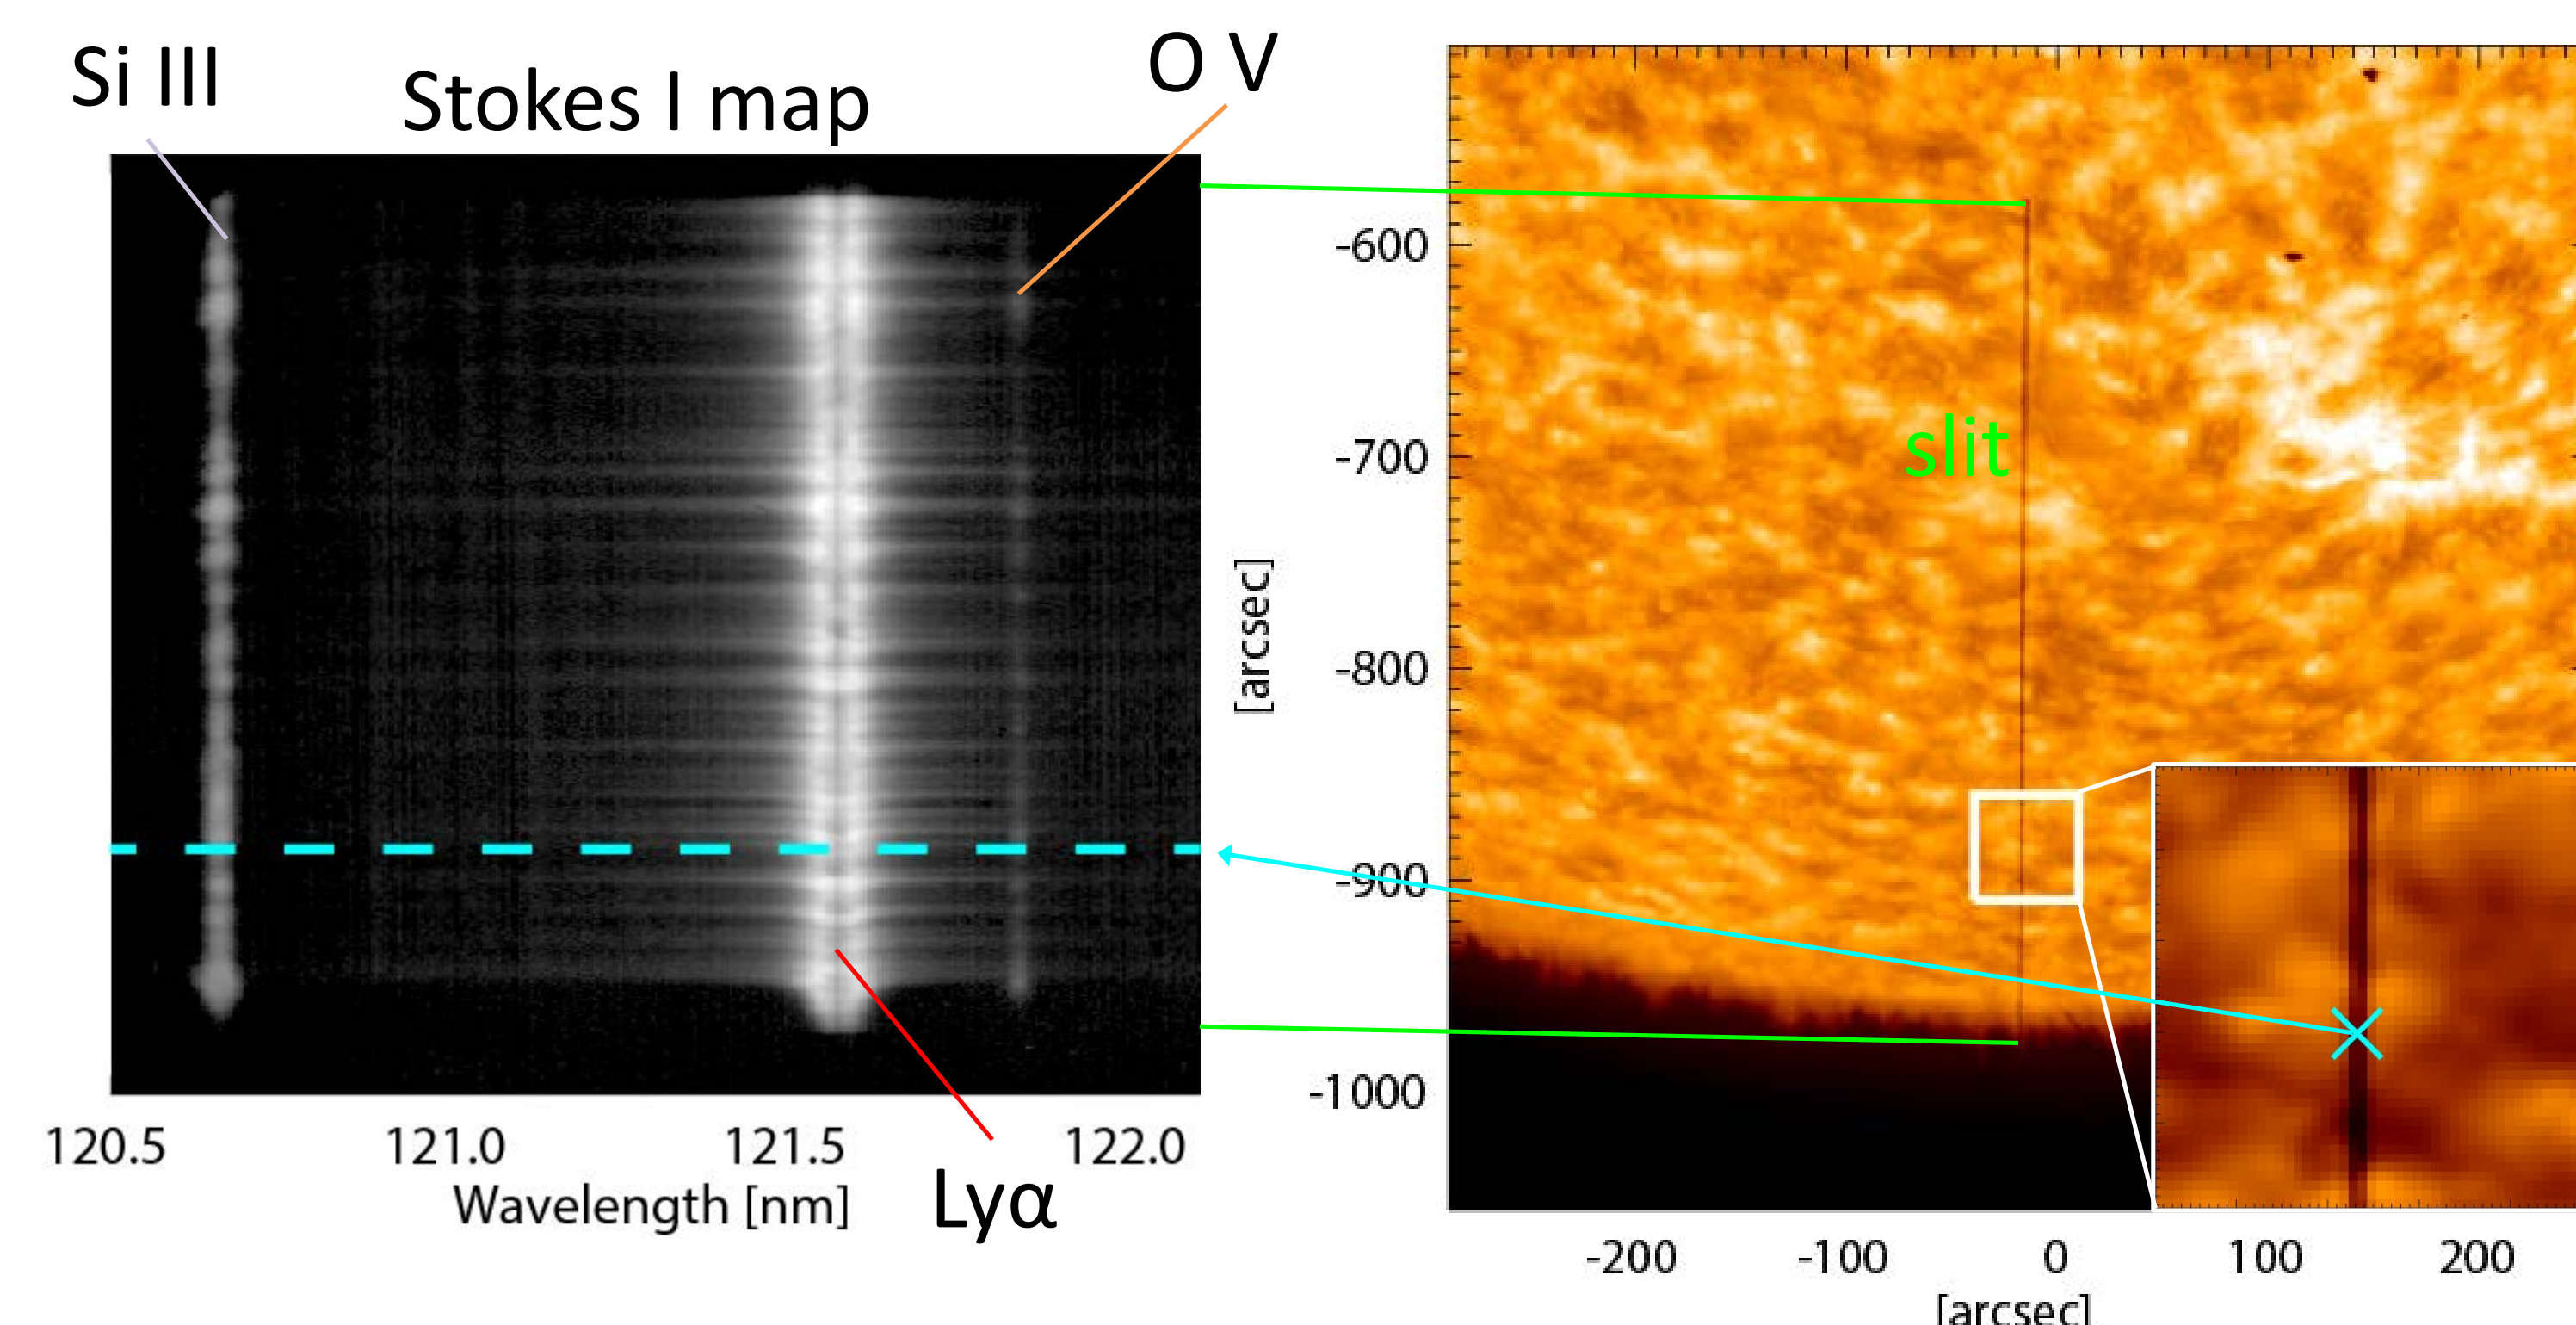 Si III
Stokes I map
O V
120.5
121.0
121.5
122.0
Wavelength [nm]
Lyα
[arcsec]
-600
-700
-800
-900
-1000
slit
-200
-100
0
100
200
[arcsec]